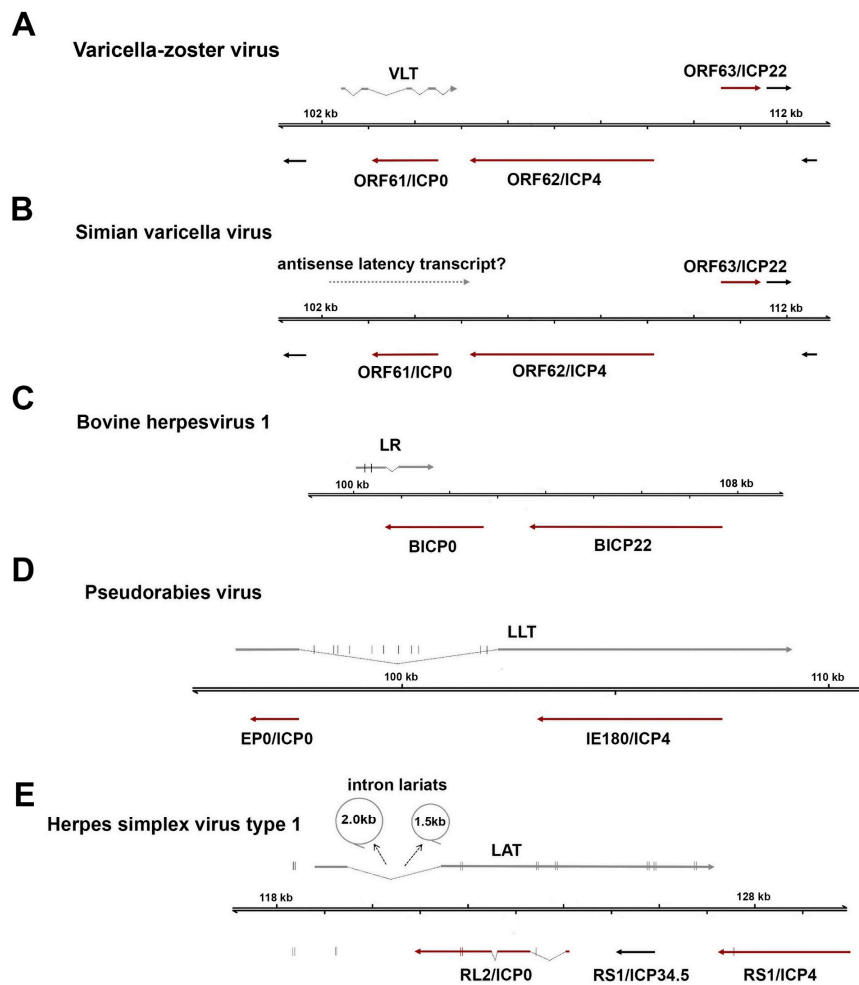 A
Varicella-zoster virus
VLT
ORF63/ICP22
102 kb
112 kb
ORF61/ICP0
ORF62/ICP4
B
Simian varicella virus
antisense latency transcript?
ORF63/ICP22
102 kb
112 kb
ORF61/ICP0
ORF62/ICP4
C
Bovine herpesvirus 1
LR
100 kb
108 kb
BICP0
BICP22
D
Pseudorabies virus
LLT
100 kb
110 kb
EP0/ICP0
IE180/ICP4
E
intron lariats
Herpes simplex virus type 1
2.0kb
1.5kb
LAT
118 kb
128 kb
RL2/ICP0
RS1/ICP34.5
RS1/ICP4